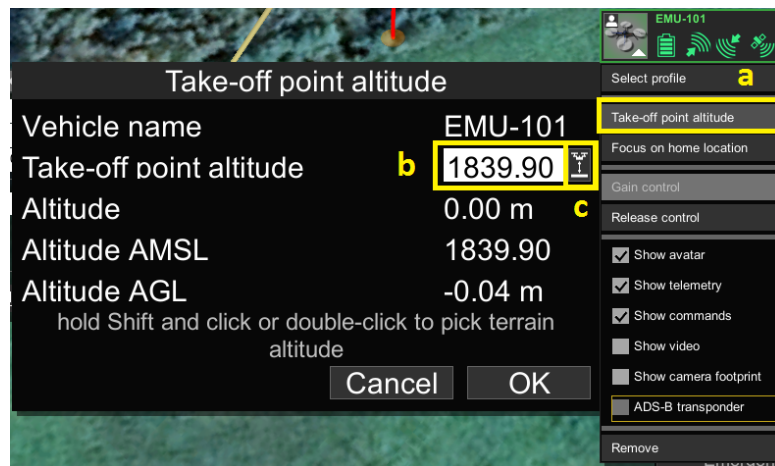 EMU-101
Select profile
a
Take-off point altitude
Focus on home location
Gain control
Release control
Show avatar
Show telemetry
Show commands
Show video
Show camera footprint
ADS-B transponder
Remove
Take-off point altitude
Vehicle name EMU-101
Take-off point altitude b 1839.90
Altitude 0.00 m c
Altitude AMSL 1839.90
Altitude AGL -0.04 m
hold Shift and click or double-click to pick terrain
altitude
Cancel OK